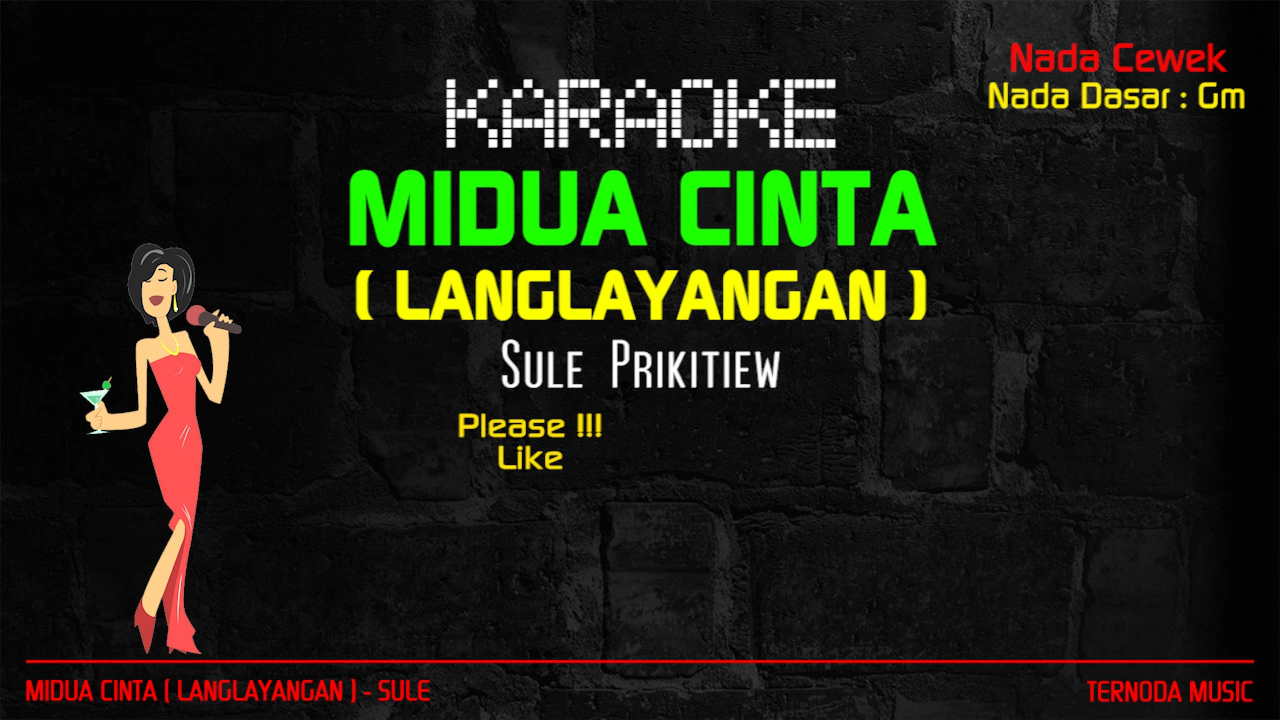 Nada Cewek
Nada Dasar : Gm
KARAOKE
MIDUA CINTA
( LANGLAYANGAN )
Sule Prikitiew
Please !!!
Like
MIDUA CINTA ( LANGLAYANGAN ) - SULE
TERNODA MUSIC